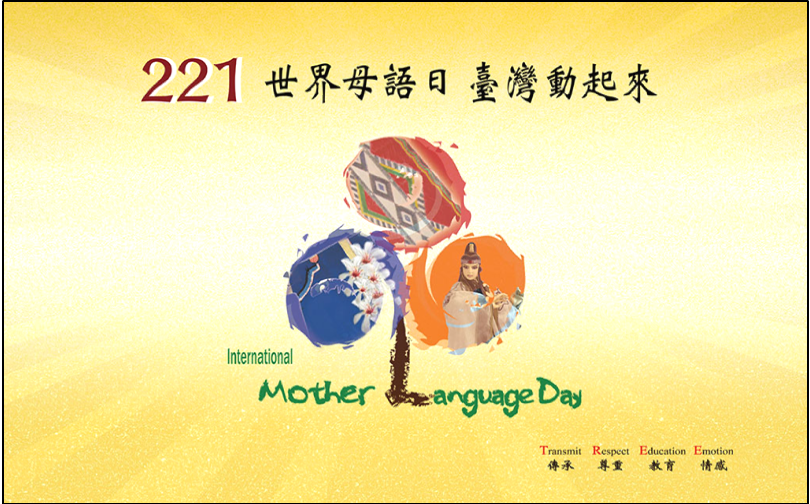 221 世界母語日 臺灣動起來
International
Mother Language Day
Transmit Respect Education Emotion
傳承 尊重 教育 情感